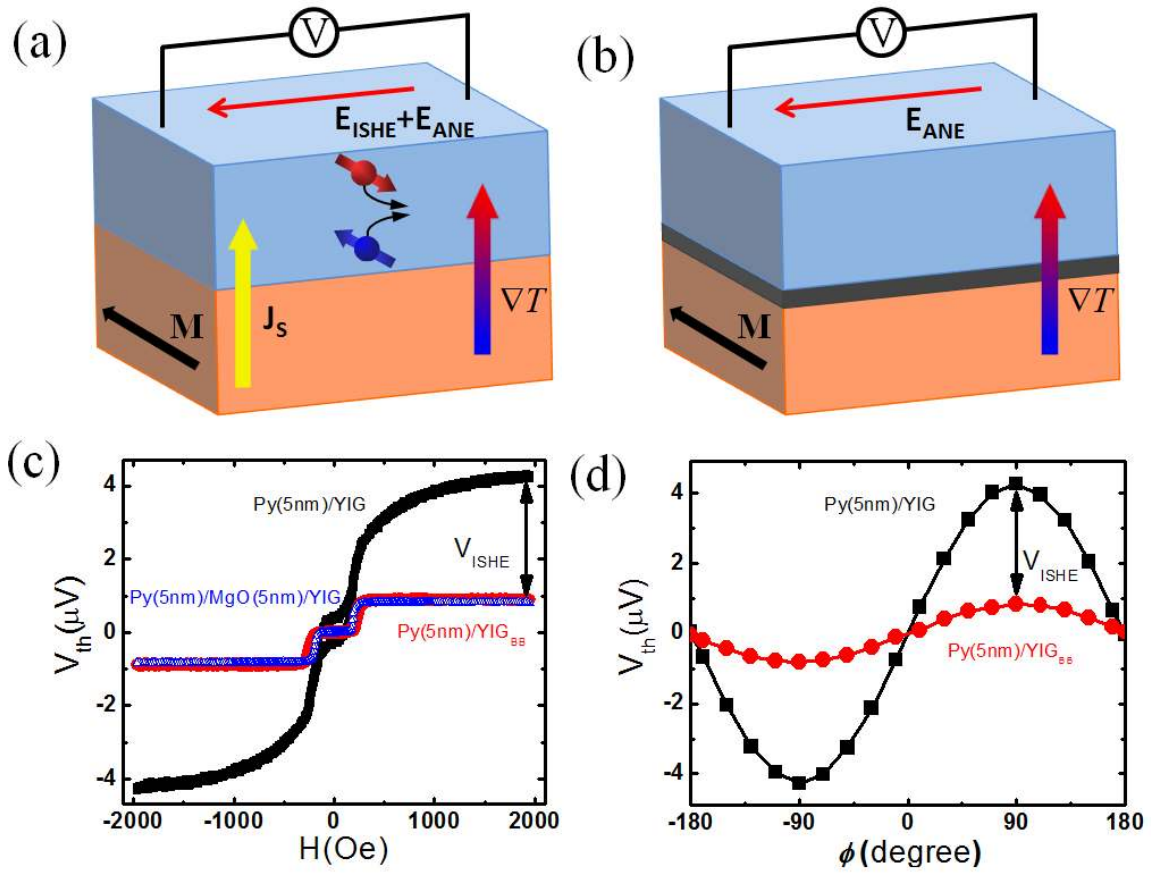 (a)
V
E_ISHE+E_ANE
M
J_S
∇T
(b)
V
E_ANE
M
∇T
(c)
V_th(μV)
4
2
0
-2
-4
Py(5nm)/YIG
V_ISHE
Py(5nm)/MgO(5nm)/YIG
Py(5nm)/YIG_BB
-2000 -1000 0 1000 2000
H(Oe)
(d)
V_th(μV)
4
2
0
-2
-4
Py(5nm)/YIG
V_ISHE
Py(5nm)/YIG_BB
-180 -90 0 90 180
ϕ(degree)